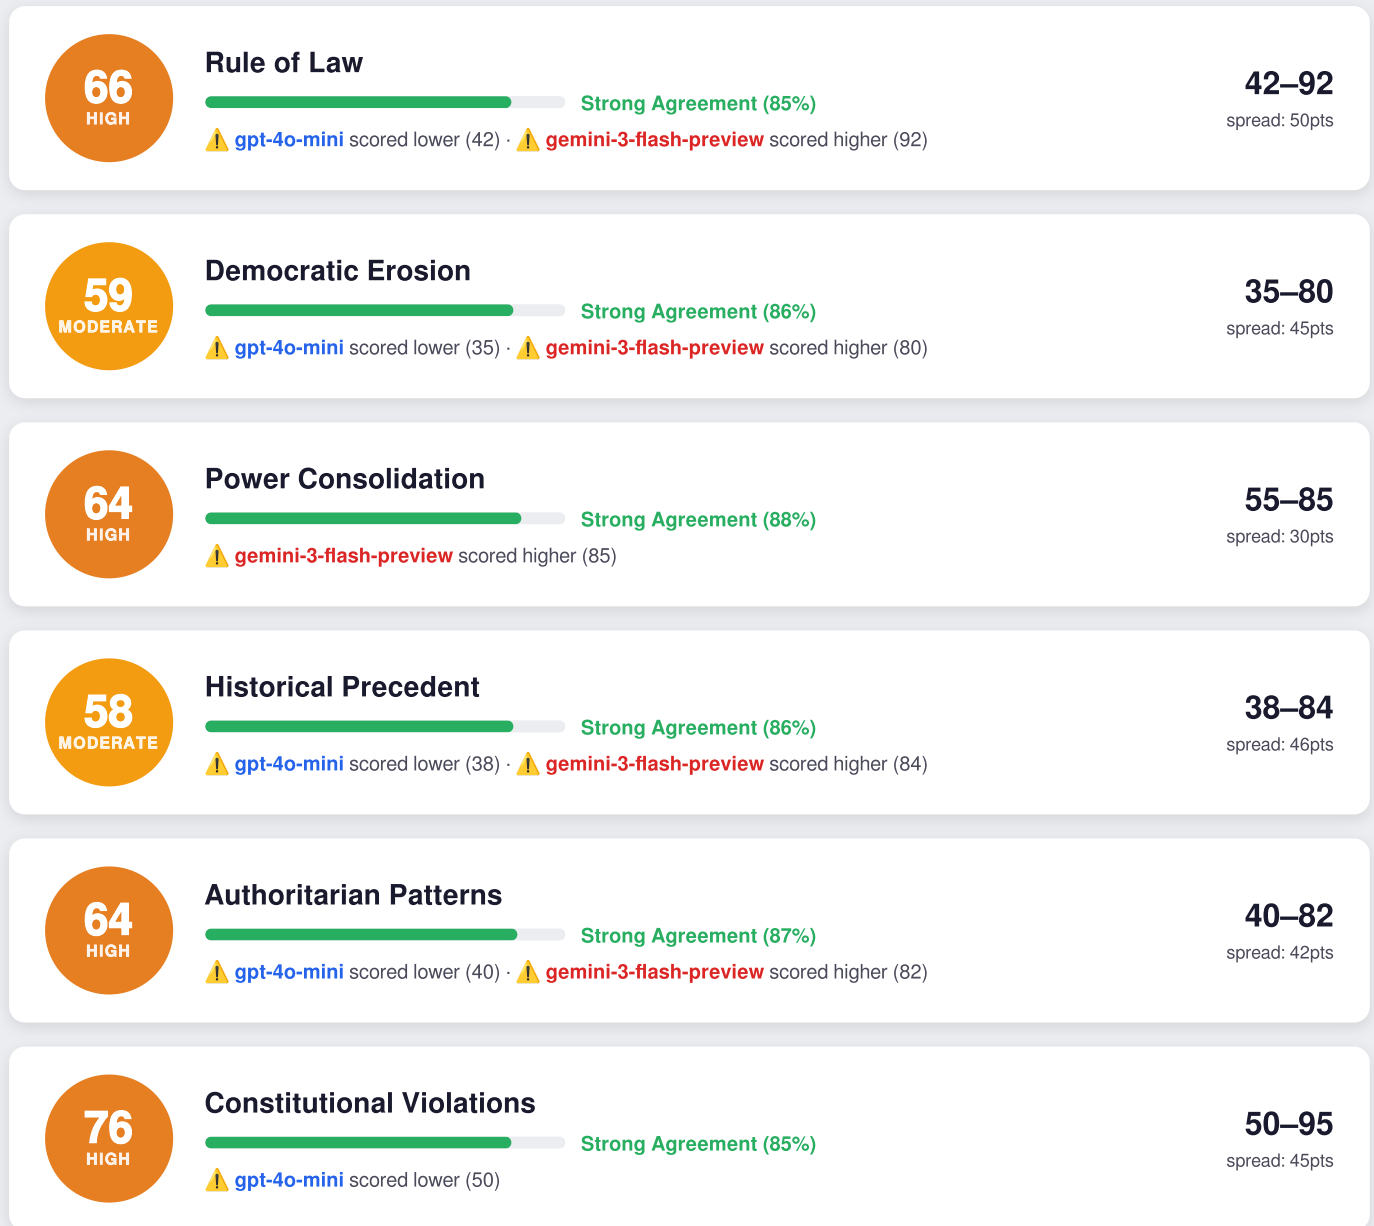 66
HIGH
Rule of Law
Strong Agreement (85%)
⚠️ gpt-4o-mini scored lower (42) · ⚠️ gemini-3-flash-preview scored higher (92)
42–92
spread: 50pts
59
MODERATE
Democratic Erosion
Strong Agreement (86%)
⚠️ gpt-4o-mini scored lower (35) · ⚠️ gemini-3-flash-preview scored higher (80)
35–80
spread: 45pts
64
HIGH
Power Consolidation
Strong Agreement (88%)
⚠️ gemini-3-flash-preview scored higher (85)
55–85
spread: 30pts
58
MODERATE
Historical Precedent
Strong Agreement (86%)
⚠️ gpt-4o-mini scored lower (38) · ⚠️ gemini-3-flash-preview scored higher (84)
38–84
spread: 46pts
64
HIGH
Authoritarian Patterns
Strong Agreement (87%)
⚠️ gpt-4o-mini scored lower (40) · ⚠️ gemini-3-flash-preview scored higher (82)
40–82
spread: 42pts
76
HIGH
Constitutional Violations
Strong Agreement (85%)
⚠️ gpt-4o-mini scored lower (50)
50–95
spread: 45pts